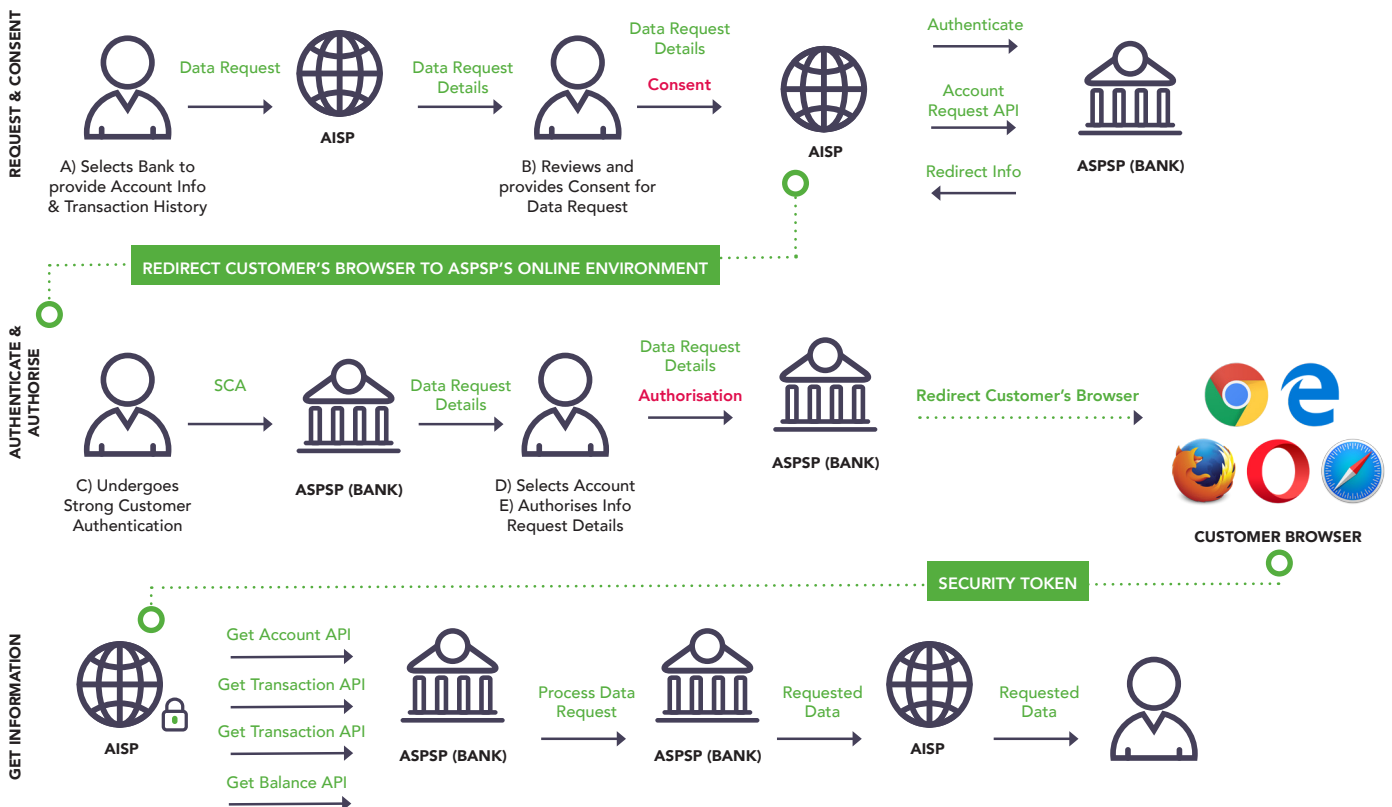 REQUEST & CONSENT
Data Request
AISP
Data Request
Details
Data Request
Details
Consent
AISP
Authenticate
Account
Request API
Redirect Info
ASPSP (BANK)
A) Selects Bank to
provide Account Info
& Transaction History
B) Reviews and
provides Consent for
Data Request
REDIRECT CUSTOMER'S BROWSER TO ASPSP'S ONLINE ENVIRONMENT
AUTHENTICATE &
AUTHORISE
SCA
ASPSP (BANK)
Data Request
Details
Data Request
Details
Authorisation
ASPSP (BANK)
Redirect Customer's Browser
C) Undergoes
Strong Customer
Authentication
D) Selects Account
E) Authorises Info
Request Details
CUSTOMER BROWSER
SECURITY TOKEN
GET INFORMATION
AISP
Get Account API
Get Transaction API
Get Transaction API
Get Balance API
ASPSP (BANK)
Process Data
Request
ASPSP (BANK)
Requested
Data
AISP
Requested
Data